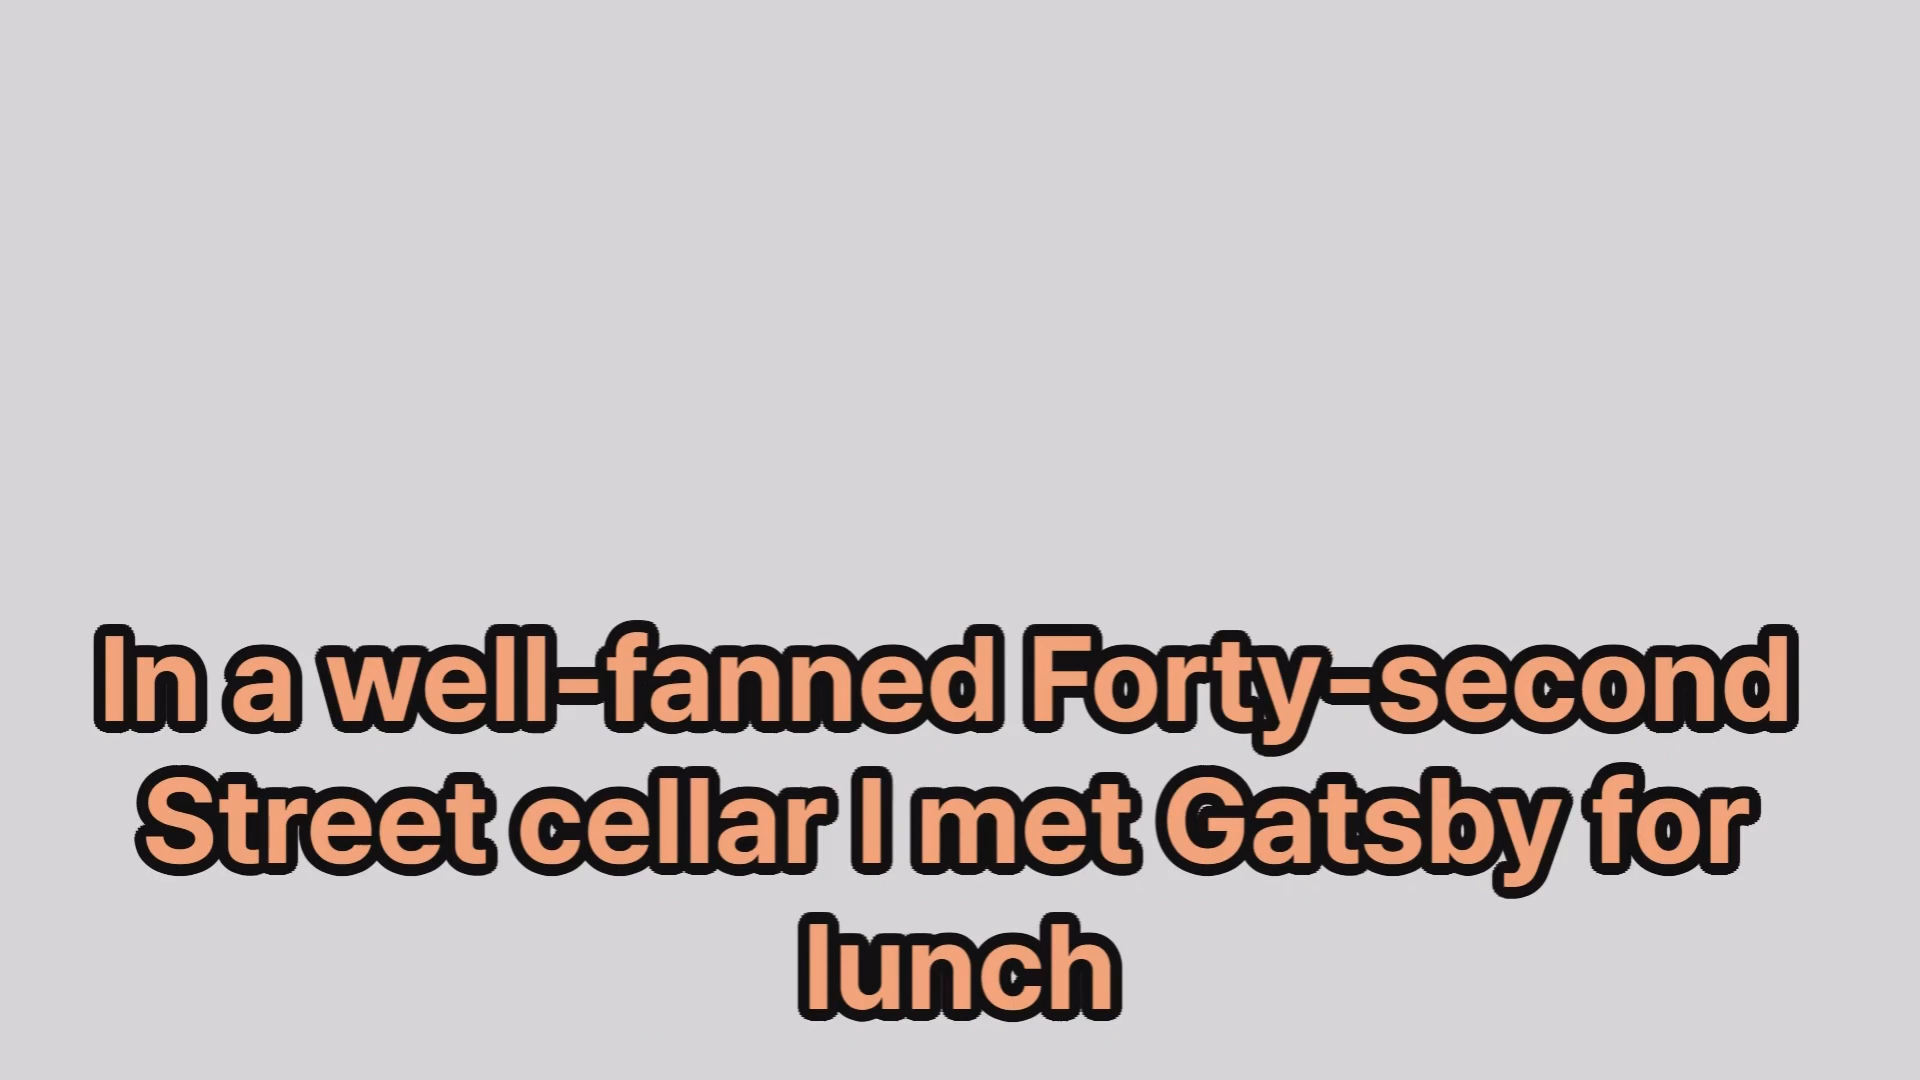 In a well-fanned Forty-second
Street cellar I met Gatsby for
lunch